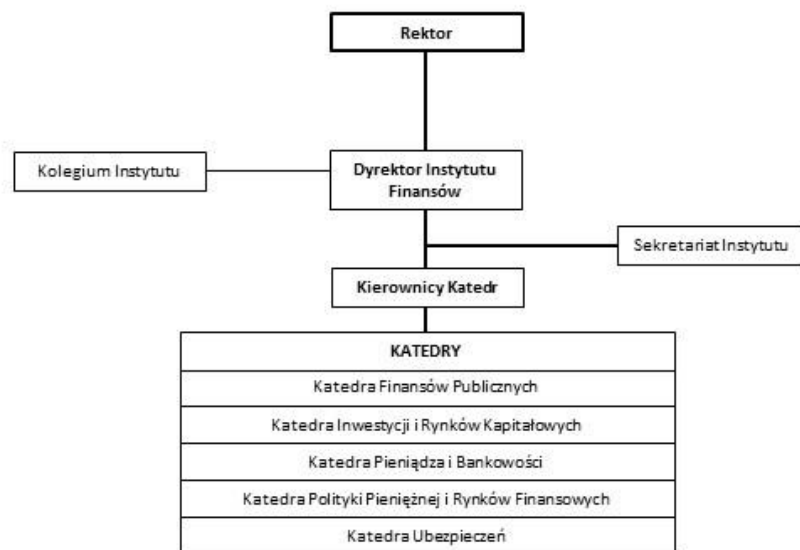 Rektor
Kolegium Instytutu
Dyrektor Instytutu
Finansów
Sekretariat Instytutu
Kierownicy Katedr
KATEDRY
Katedra Finansów Publicznych
Katedra Inwestycji i Rynków Kapitałowych
Katedra Pieniądza i Bankowości
Katedra Polityki Pieniężnej i Rynków Finansowych
Katedra Ubezpieczeń